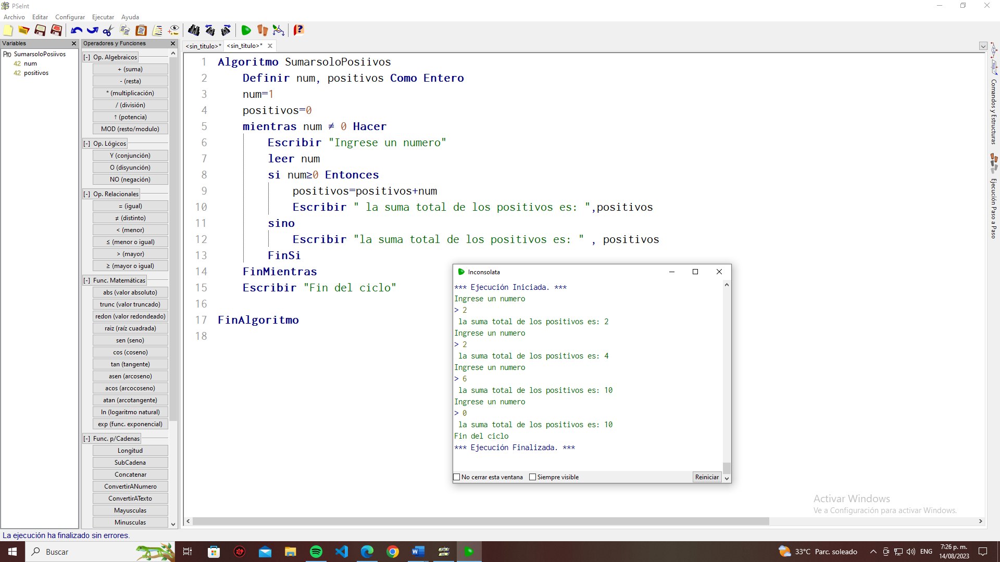 PSeInt
Archivo Editar Configurar Ejecutar Ayuda
Variables
SumarsoloPosiivos
42 num
42 positivos
Operadores y Funciones
[-] Op. Algebraicos
+ (suma)
- (resta)
* (multiplicación)
/ (división)
↑ (potencia)
MOD (resto/modulo)
[-] Op. Lógicos
Y (conjunción)
O (disyunción)
NO (negación)
[-] Op. Relacionales
= (igual)
≠ (distinto)
< (menor)
≤ (menor o igual)
> (mayor)
≥ (mayor o igual)
[-] Func. Matemáticas
abs (valor absoluto)
trunc (valor truncado)
redon (valor redondeado)
raiz (raíz cuadrada)
sen (seno)
cos (coseno)
tan (tangente)
asen (arcoseno)
acos (arcocoseno)
atan (arcotangente)
ln (logaritmo natural)
exp (func. exponencial)
[-] Func. p/Cadenas
Longitud
SubCadena
Concatenar
ConvertirANumero
ConvertirATexto
Mayusculas
Minusculas
<sin_titulo>* <sin_titulo>*
1 Algoritmo SumarsoloPosiivos
2 Definir num, positivos Como Entero
3 num=1
4 positivos=0
5 mientras num ≠ 0 Hacer
6 Escribir "Ingrese un numero"
7 leer num
8 si num≥0 Entonces
9 positivos=positivos+num
10 Escribir " la suma total de los positivos es: ",positivos
11 sino
12 Escribir "la suma total de los positivos es: " , positivos
13 FinSi
14 FinMientras
15 Escribir "Fin del ciclo"
16
17 FinAlgoritmo
18
Inconsolata
*** Ejecución Iniciada. ***
Ingrese un numero
> 2
la suma total de los positivos es: 2
Ingrese un numero
> 2
la suma total de los positivos es: 4
Ingrese un numero
> 6
la suma total de los positivos es: 10
Ingrese un numero
> 0
la suma total de los positivos es: 10
Fin del ciclo
*** Ejecución Finalizada. ***
No cerrar esta ventana Siempre visible Reiniciar
Comandos y Estructuras
Ejecución Paso a Paso
Activar Windows
Ve a Configuración para activar Windows.
La ejecución ha finalizado sin errores.
Buscar
33°C Parc. soleado
ENG
7:26 p. m.
14/08/2023